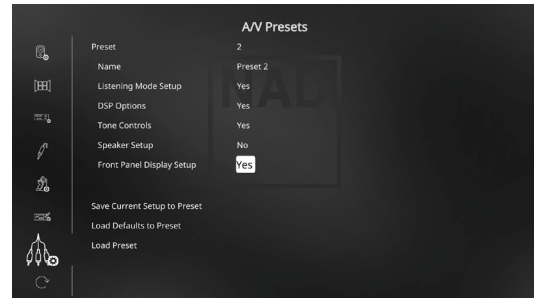 A/V Presets
Preset 2
Name Preset 2
Listening Mode Setup Yes
DSP Options Yes
Tone Controls Yes
Speaker Setup No
Front Panel Display Setup Yes
Save Current Setup to Preset
Load Defaults to Preset
Load Preset
NAD